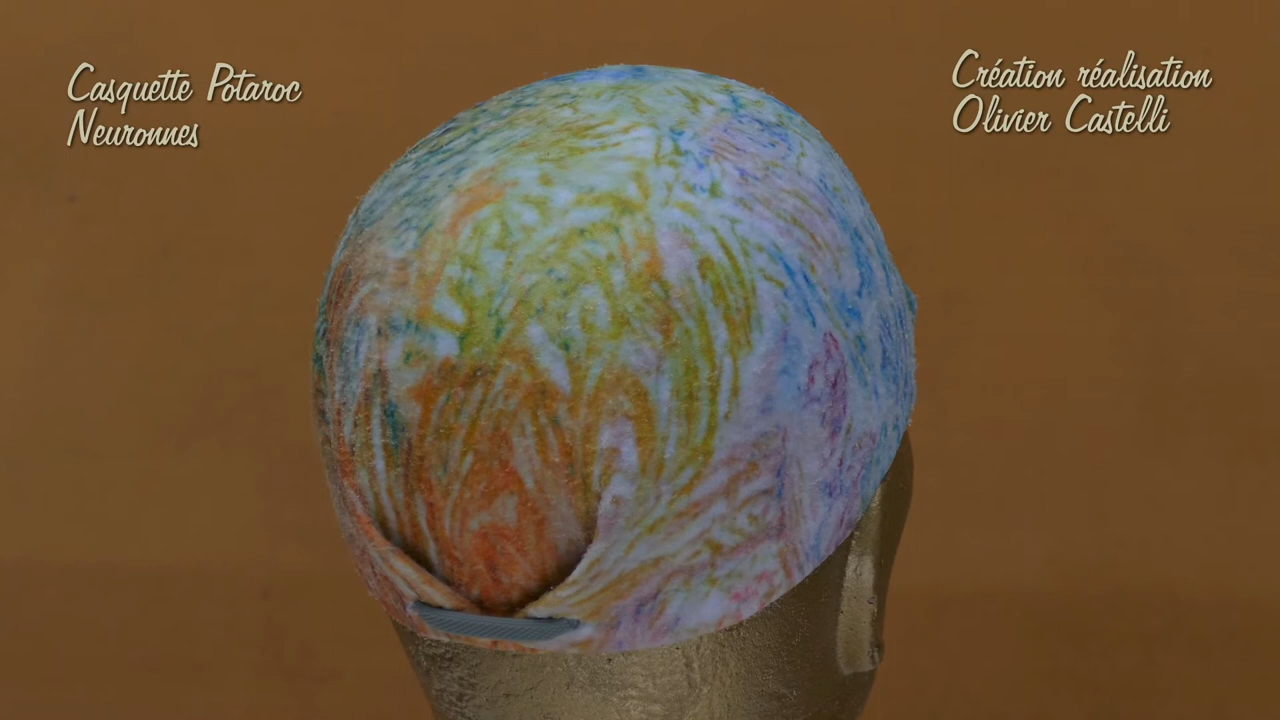 Casquette Potaroc
Neuronnes
Création réalisation
Olivier Castelli